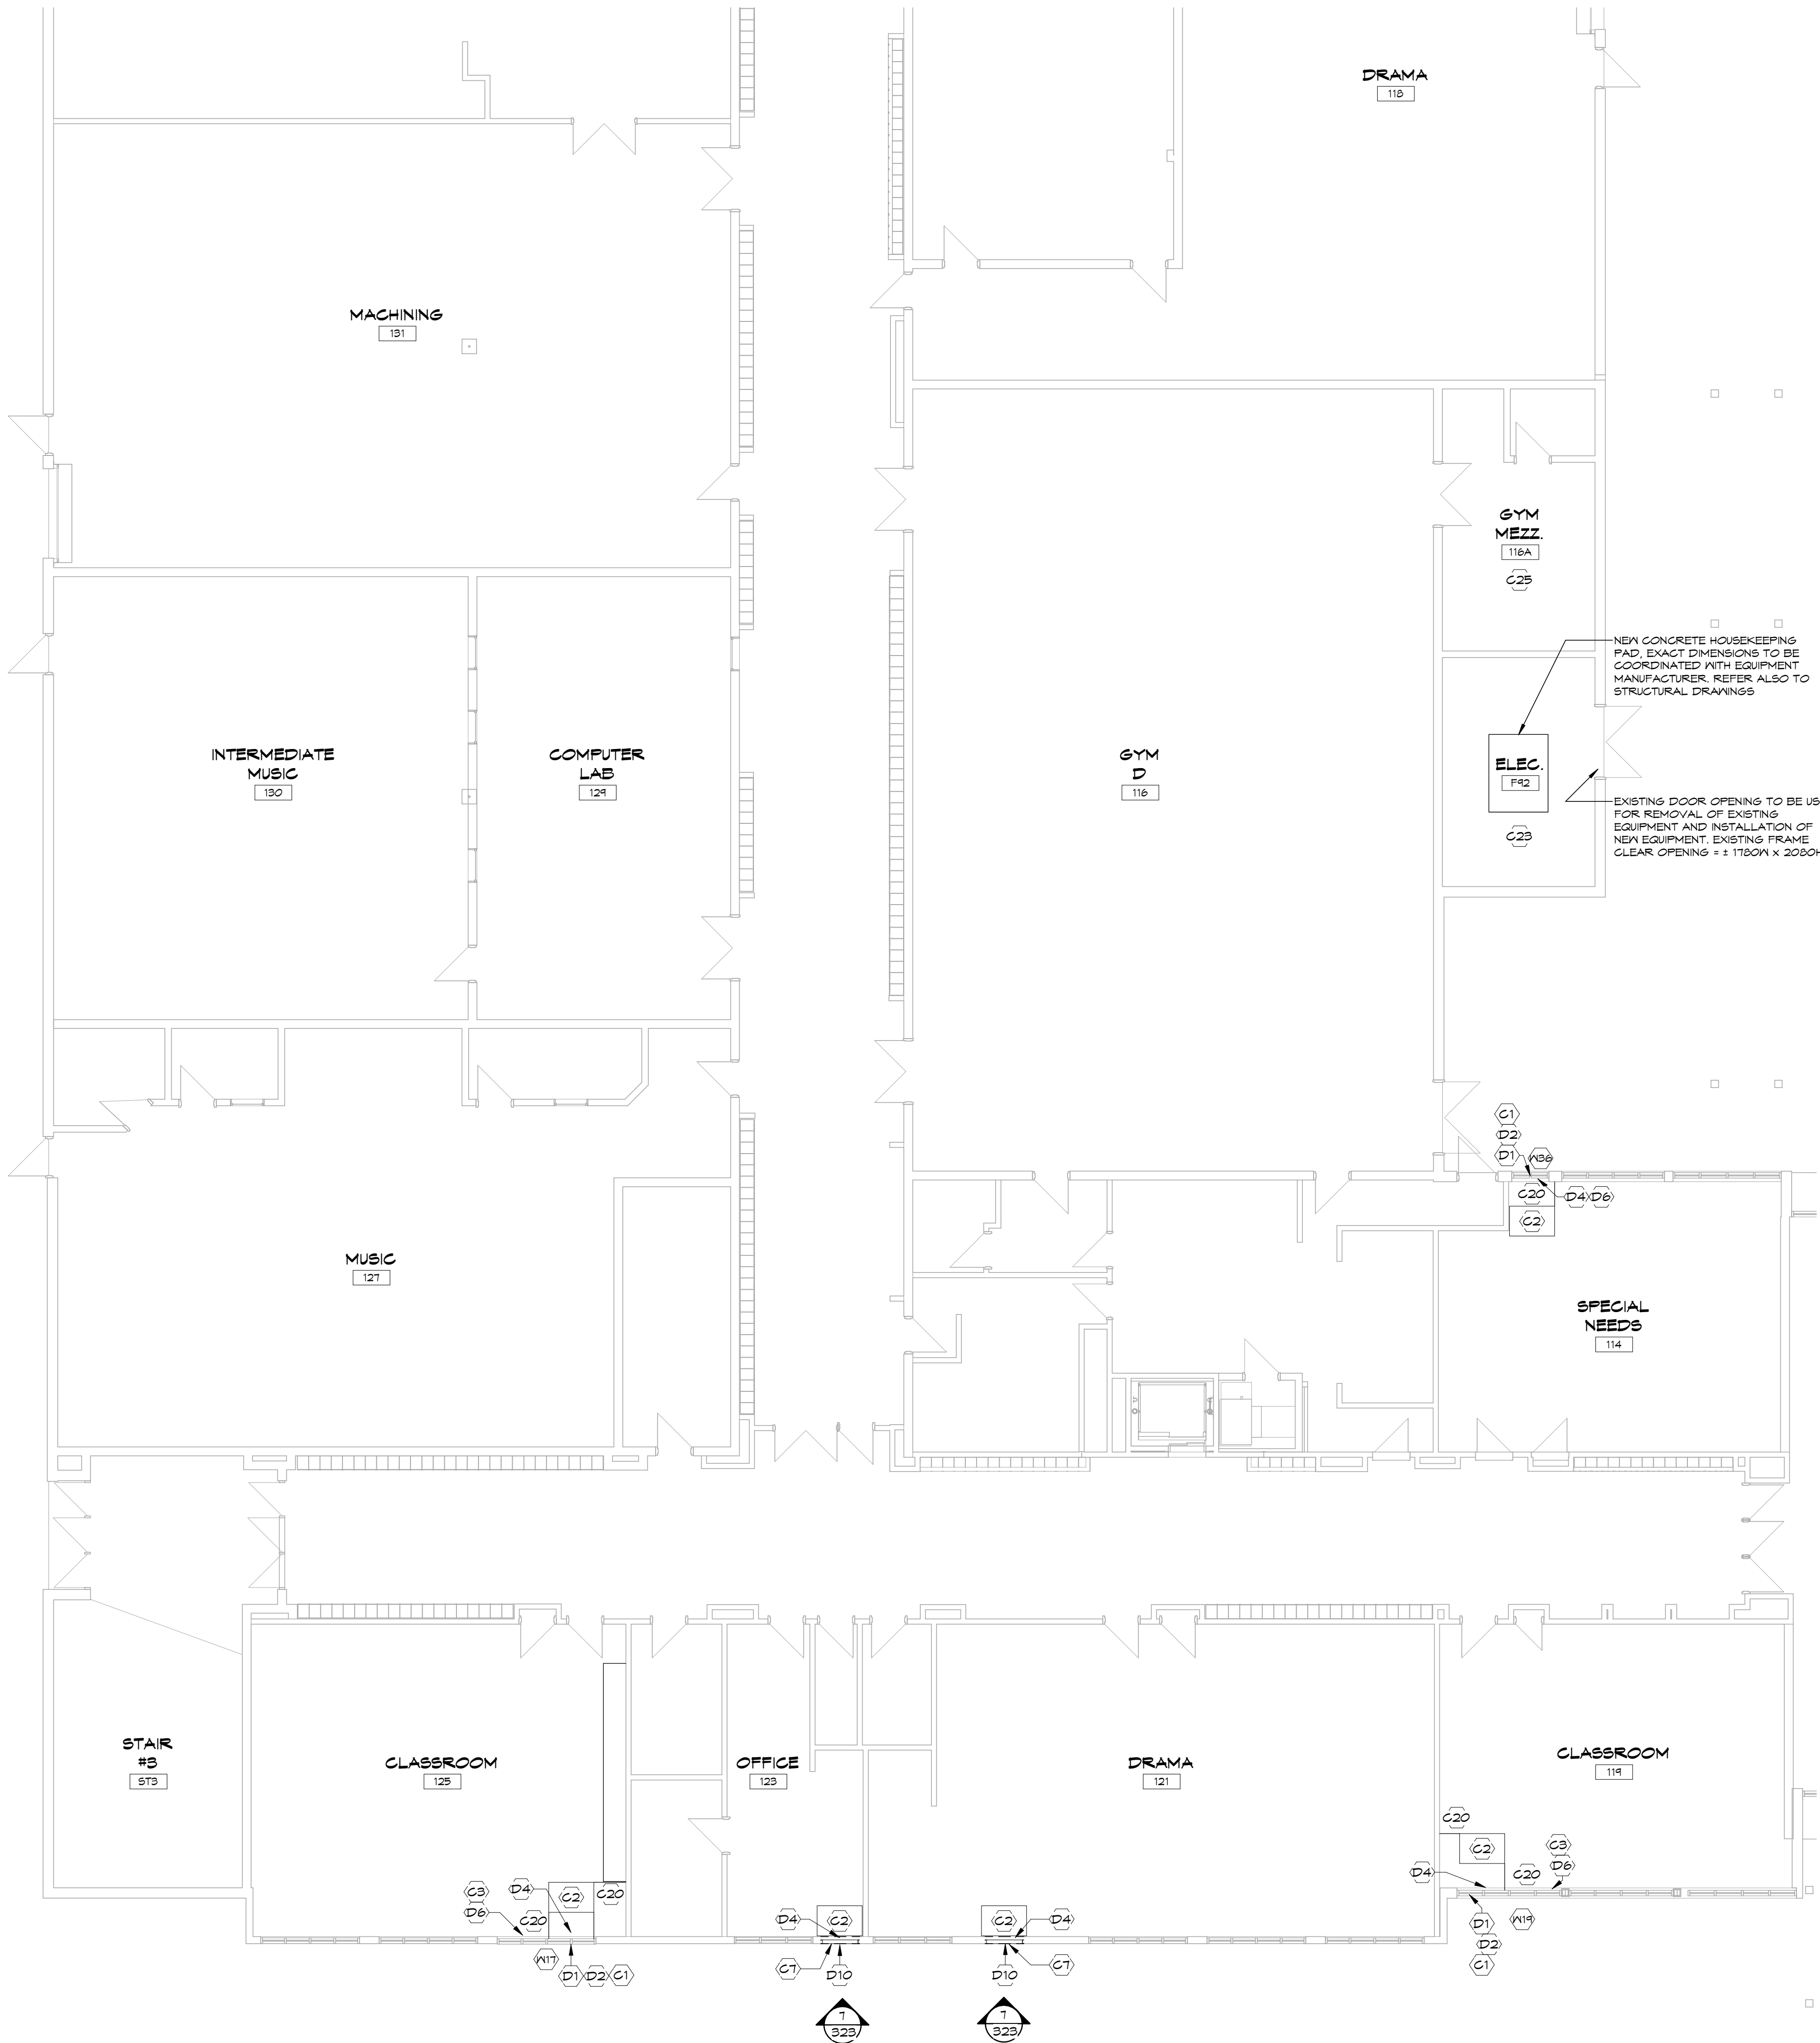 DRAMA
118
MACHINING
131
GYM
MEZZ.
116A
C25
NEW CONCRETE HOUSEKEEPING
PAD, EXACT DIMENSIONS TO BE
COORDINATED WITH EQUIPMENT
MANUFACTURER. REFER ALSO TO
STRUCTURAL DRAWINGS
INTERMEDIATE
MUSIC
130
COMPUTER
LAB
129
GYM
D
116
ELEC.
F92
C23
EXISTING DOOR OPENING TO BE US
FOR REMOVAL OF EXISTING
EQUIPMENT AND INSTALLATION OF
NEW EQUIPMENT. EXISTING FRAME
CLEAR OPENING = ± 1780W x 2080H
C1
D2
D1
W36
C20
D4 D6
C2
MUSIC
127
SPECIAL
NEEDS
114
STAIR
#3
ST3
CLASSROOM
125
OFFICE
123
DRAMA
121
CLASSROOM
119
C20
C2
C3
D6
D4
C20
C3
D6
D4
C2
C20
C20
W17
D1 D2 C1
D4
C2
C7
D10
C2
D4
D10
C7
D1
D2
C1
W19
7
323
7
323